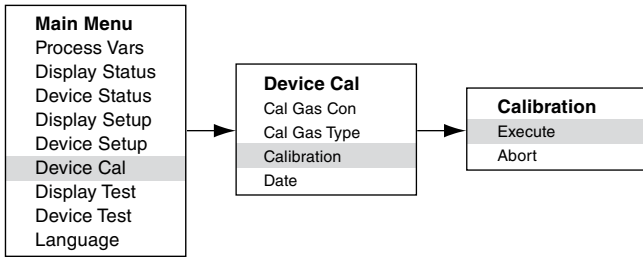 Main Menu
Process Vars
Display Status
Device Status
Display Setup
Device Setup
Device Cal
Display Test
Device Test
Language
Device Cal
Cal Gas Con
Cal Gas Type
Calibration
Date
Calibration
Execute
Abort